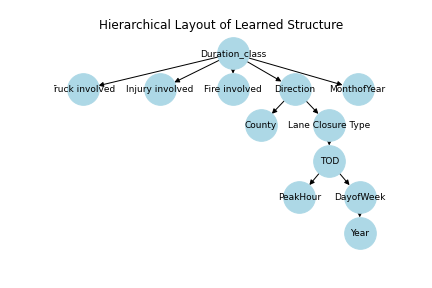 Hierarchical Layout of Learned Structure
Duration_class
Truck involved
Injury involved
Fire involved
Direction
MonthofYear
County
Lane Closure Type
TOD
PeakHour
DayofWeek
Year